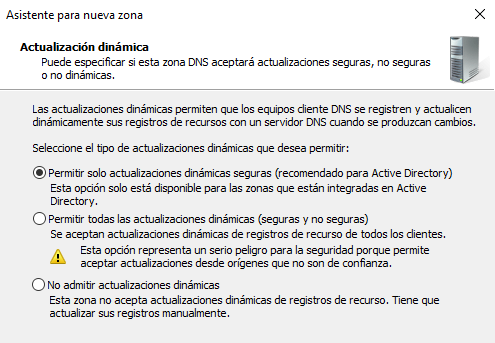 Asistente para nueva zona
Actualización dinámica
Puede especificar si esta zona DNS aceptará actualizaciones seguras, no seguras
o no dinámicas.
Las actualizaciones dinámicas permiten que los equipos cliente DNS se registren y actualicen
dinámicamente sus registros de recursos con un servidor DNS cuando se produzcan cambios.
Seleccione el tipo de actualizaciones dinámicas que desea permitir:
Permitir solo actualizaciones dinámicas seguras (recomendado para Active Directory)
Esta opción solo está disponible para las zonas que están integradas en Active
Directory.
Permitir todas las actualizaciones dinámicas (seguras y no seguras)
Se aceptan actualizaciones dinámicas de registros de recurso de todos los clientes.
Esta opción representa un serio peligro para la seguridad porque permite
aceptar actualizaciones desde orígenes que no son de confianza.
No admitir actualizaciones dinámicas
Esta zona no acepta actualizaciones dinámicas de registros de recurso. Tiene que
actualizar sus registros manualmente.